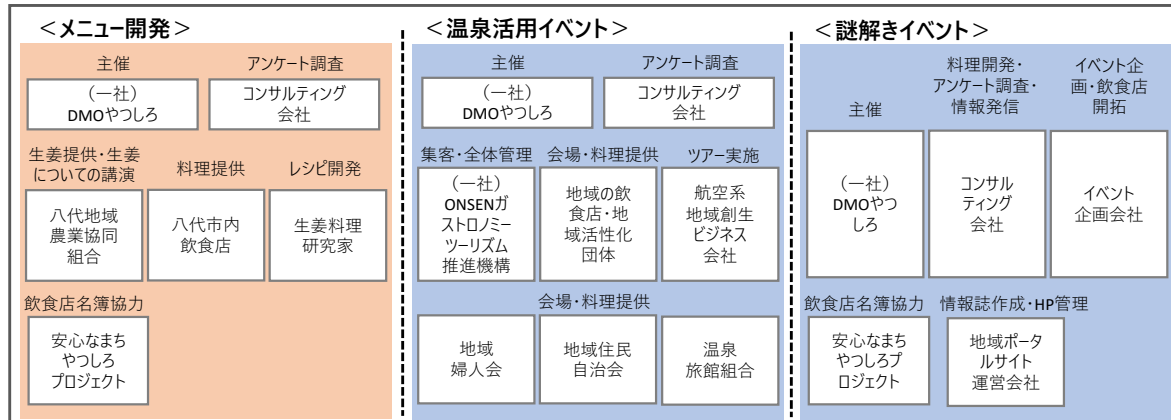 ＜メニュー開発＞
主催
（一社）
DMOやつしろ
アンケート調査
コンサルティング
会社
生姜提供・生姜
についての講演
八代地域
農業協同
組合
料理提供
八代市内
飲食店
レシピ開発
生姜料理
研究家
飲食店名簿協力
安心なまち
やつしろ
プロジェクト
＜温泉活用イベント＞
主催
（一社）
DMOやつしろ
アンケート調査
コンサルティング
会社
集客・全体管理
（一社）
ONSENガ
ストロノミー
ツーリズム
推進機構
会場・料理提供
地域の飲
食店・地
域活性化
団体
ツアー実施
航空系
地域創生
ビジネス
会社
会場・料理提供
地域
婦人会
地域住民
自治会
温泉
旅館組合
＜謎解きイベント＞
主催
（一社）
DMOやつ
しろ
料理開発・
アンケート調査・
情報発信
コンサル
ティング
会社
イベント企
画・飲食店
開拓
イベント
企画会社
飲食店名簿協力
安心なまち
やつしろプ
ロジェクト
情報誌作成・HP管理
地域ポータ
ルサイト
運営会社